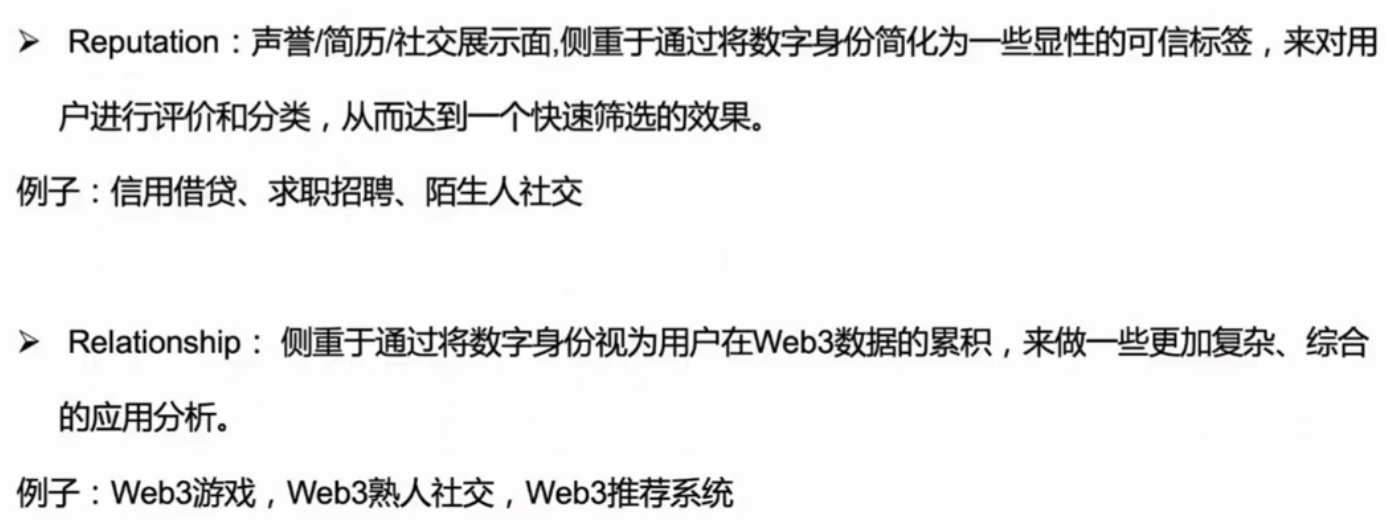 ➢ Reputation：声誉/简历/社交展示面,侧重于通过将数字身份简化为一些显性的可信标签，来对用
户进行评价和分类，从而达到一个快速筛选的效果。
例子：信用借贷、求职招聘、陌生人社交
➢ Relationship： 侧重于通过将数字身份视为用户在Web3数据的累积，来做一些更加复杂、综合
的应用分析。
例子：Web3游戏，Web3熟人社交，Web3推荐系统